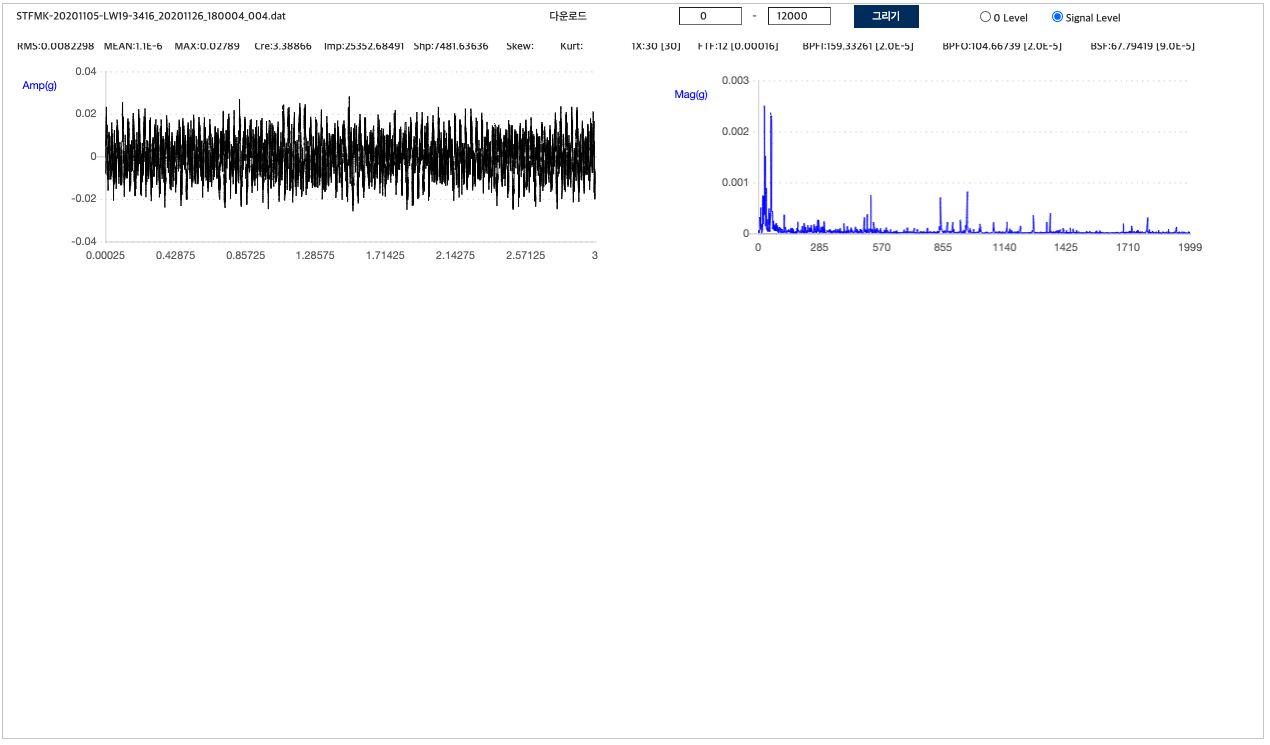 STFMK-20201105-LW19-3416_20201126_180004_004.dat 다운로드 0 - 12000 그리기 0 Level Signal Level
RMS:0.0082298 MEAN:1.1E-6 MAX:0.02789 Cre:3.38866 Imp:25352.68491 Shp:7481.63636 Skew: Kurt: 1X:30 [30] FTF:12 [0.00016] BPFI:159.33261 [2.0E-5] BPFO:104.66739 [2.0E-5] BSF:67.79419 [9.0E-5]
Amp(g)
0.04
0.02
0
-0.02
-0.04
0.00025 0.42875 0.85725 1.28575 1.71425 2.14275 2.57125 3
Mag(g)
0.003
0.002
0.001
0
0 285 570 855 1140 1425 1710 1999